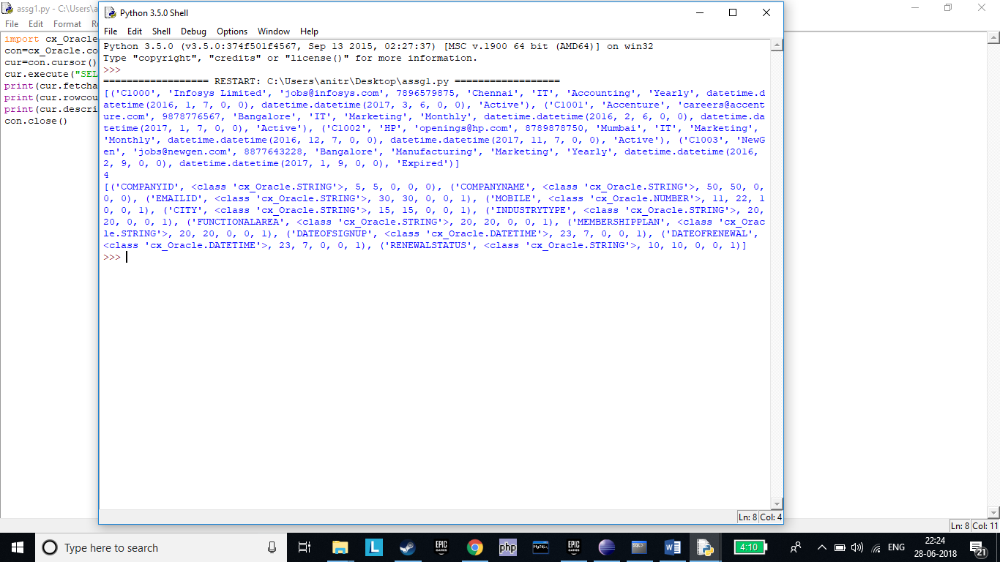 assg1.py - C:\Users\a
File Edit Format Ru
import cx_Oracle
con=cx_Oracle.co
cur=con.cursor()
cur.execute("SEL
print(cur.fetcha
print(cur.rowcou
print(cur.descri
con.close()
Python 3.5.0 Shell
File Edit Shell Debug Options Window Help
Python 3.5.0 (v3.5.0:374f501f4567, Sep 13 2015, 02:27:37) [MSC v.1900 64 bit (AMD64)] on win32
Type "copyright", "credits" or "license()" for more information.
>>>
================== RESTART: C:\Users\anitr\Desktop\assg1.py ==================
[('C1000', 'Infosys Limited', 'jobs@infosys.com', 7896579875, 'Chennai', 'IT', 'Accounting', 'Yearly', datetime.d
atetime(2016, 1, 7, 0, 0), datetime.datetime(2017, 3, 6, 0, 0), 'Active'), ('C1001', 'Accenture', 'careers@accent
ure.com', 9878776567, 'Bangalore', 'IT', 'Marketing', 'Monthly', datetime.datetime(2016, 2, 6, 0, 0), datetime.da
tetime(2017, 1, 7, 0, 0), 'Active'), ('C1002', 'HP', 'openings@hp.com', 8789878750, 'Mumbai', 'IT', 'Marketing',
'Monthly', datetime.datetime(2016, 12, 7, 0, 0), datetime.datetime(2017, 11, 7, 0, 0), 'Active'), ('C1003', 'NewG
en', 'jobs@newgen.com', 8877643228, 'Bangalore', 'Manufacturing', 'Marketing', 'Yearly', datetime.datetime(2016,
2, 9, 0, 0), datetime.datetime(2017, 1, 9, 0, 0), 'Expired')]
4
[('COMPANYID', <class 'cx_Oracle.STRING'>, 5, 5, 0, 0, 0), ('COMPANYNAME', <class 'cx_Oracle.STRING'>, 50, 50, 0,
0, 0), ('EMAILID', <class 'cx_Oracle.STRING'>, 30, 30, 0, 0, 1), ('MOBILE', <class 'cx_Oracle.NUMBER'>, 11, 22, 1
0, 0, 1), ('CITY', <class 'cx_Oracle.STRING'>, 15, 15, 0, 0, 1), ('INDUSTRYTYPE', <class 'cx_Oracle.STRING'>, 20,
20, 0, 0, 1), ('FUNCTIONALAREA', <class 'cx_Oracle.STRING'>, 20, 20, 0, 0, 1), ('MEMBERSHIPPLAN', <class 'cx_Orac
le.STRING'>, 20, 20, 0, 0, 1), ('DATEOFSIGNUP', <class 'cx_Oracle.DATETIME'>, 23, 7, 0, 0, 1), ('DATEOFRENEWAL',
<class 'cx_Oracle.DATETIME'>, 23, 7, 0, 0, 1), ('RENEWALSTATUS', <class 'cx_Oracle.STRING'>, 10, 10, 0, 0, 1)]
>>>
Ln: 8 Col: 4
Ln: 8 Col: 11
Type here to search
L
EPIC GAMES
php
MySQL
EPIC GAMES
SQL>
W
4:10
ENG
22:24
28-06-2018
21